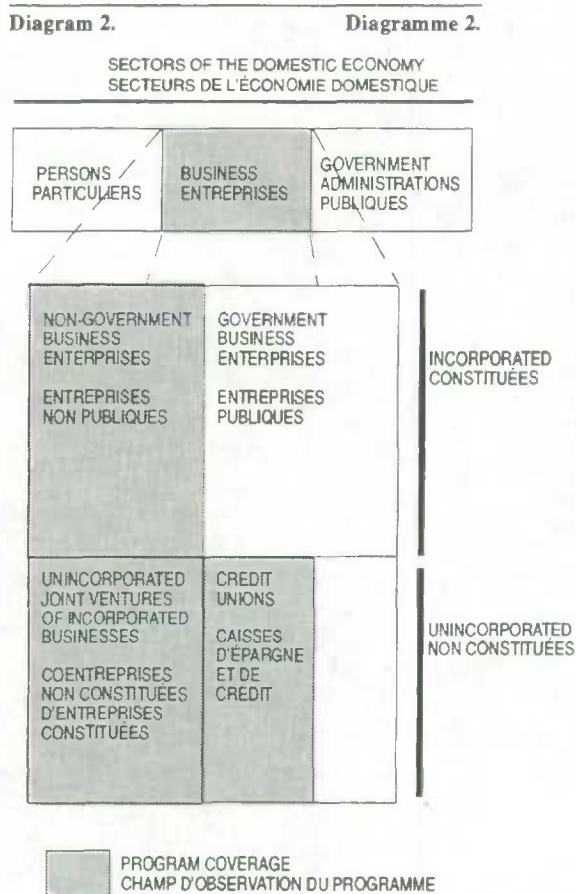 Diagram 2.
Diagramme 2.
SECTORS OF THE DOMESTIC ECONOMY
SECTEURS DE L'ÉCONOMIE DOMESTIQUE
PERSONS
PARTICULIERS
BUSINESS
ENTREPRISES
GOVERNMENT
ADMINISTRATIONS
PUBLIQUES
NON-GOVERNMENT
BUSINESS
ENTERPRISES
ENTREPRISES
NON PUBLIQUES
GOVERNMENT
BUSINESS
ENTERPRISES
ENTREPRISES
PUBLIQUES
INCORPORATED
CONSTITUÉES
UNINCORPORATED
JOINT VENTURES
OF INCORPORATED
BUSINESSES
COENTREPRISES
NON CONSTITUÉES
D'ENTREPRISES
CONSTITUÉES
CREDIT
UNIONS
CAISSES
D'ÉPARGNE
ET DE
CRÉDIT
UNINCORPORATED
NON CONSTITUÉES
PROGRAM COVERAGE
CHAMP D'OBSERVATION DU PROGRAMME